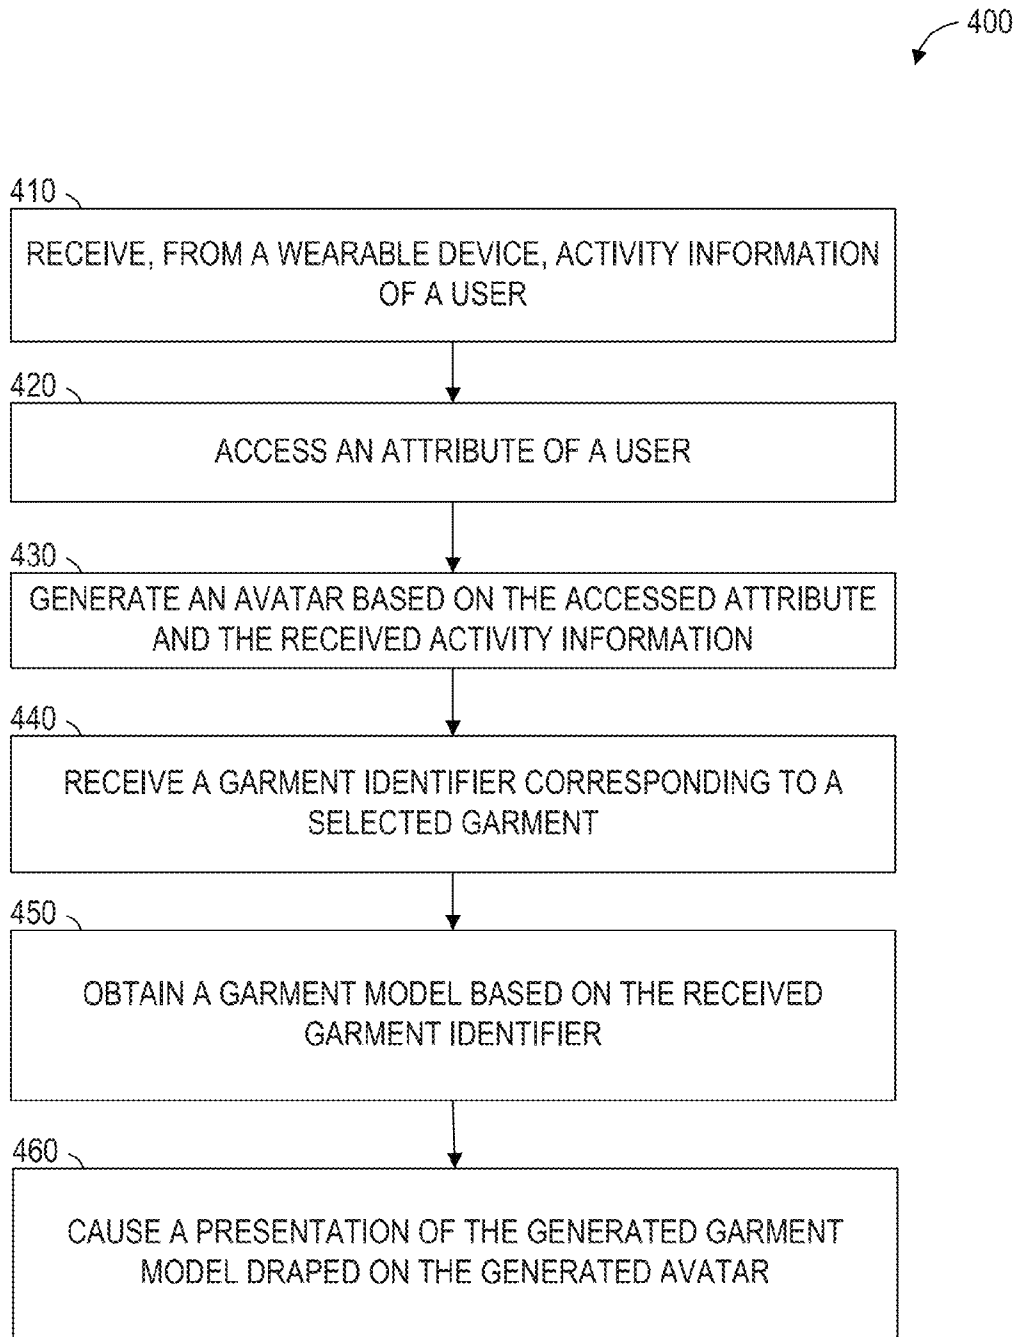 400
410
RECEIVE, FROM A WEARABLE DEVICE, ACTIVITY INFORMATION
OF A USER
420
ACCESS AN ATTRIBUTE OF A USER
430
GENERATE AN AVATAR BASED ON THE ACCESSED ATTRIBUTE
AND THE RECEIVED ACTIVITY INFORMATION
440
RECEIVE A GARMENT IDENTIFIER CORRESPONDING TO A
SELECTED GARMENT
450
OBTAIN A GARMENT MODEL BASED ON THE RECEIVED
GARMENT IDENTIFIER
460
CAUSE A PRESENTATION OF THE GENERATED GARMENT
MODEL DRAPED ON THE GENERATED AVATAR